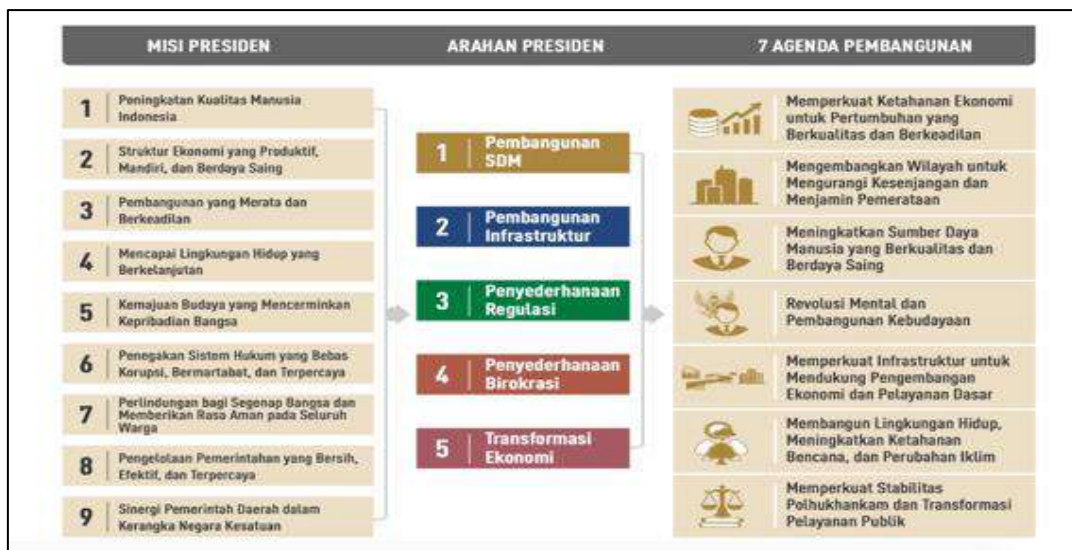 MISI PRESIDEN
1
Peningkatan Kualitas Manusia
Indonesia
2
Struktur Ekonomi yang Produktif,
Mandiri, dan Berdaya Saing
3
Pembangunan yang Merata dan
Berkeadilan
4
Mencapai Lingkungan Hidup yang
Berkelanjutan
5
Kemajuan Budaya yang Mencerminkan
Kepribadian Bangsa
6
Penegakan Sistem Hukum yang Bebas
Korupsi, Bermartabat, dan Terpercaya
7
Perlindungan bagi Segenap Bangsa dan
Memberikan Rasa Aman pada Seluruh
Warga
8
Pengelolaan Pemerintahan yang Bersih,
Efektif, dan Terpercaya
9
Sinergi Pemerintah Daerah dalam
Kerangka Negara Kesatuan
ARAHAN PRESIDEN
1
Pembangunan
SDM
2
Pembangunan
Infrastruktur
3
Penyederhanaan
Regulasi
4
Penyederhanaan
Birokrasi
5
Transformasi
Ekonomi
7 AGENDA PEMBANGUNAN
Memperkuat Ketahanan Ekonomi
untuk Pertumbuhan yang
Berkualitas dan Berkeadilan
Mengembangkan Wilayah untuk
Mengurangi Kesenjangan dan
Menjamin Pemerataan
Meningkatkan Sumber Daya
Manusia yang Berkualitas dan
Berdaya Saing
Revolusi Mental dan
Pembangunan Kebudayaan
Memperkuat Infrastruktur untuk
Mendukung Pengembangan
Ekonomi dan Pelayanan Dasar
Membangun Lingkungan Hidup,
Meningkatkan Ketahanan
Bencana, dan Perubahan Iklim
Memperkuat Stabilitas
Polhukhankam dan Transformasi
Pelayanan Publik